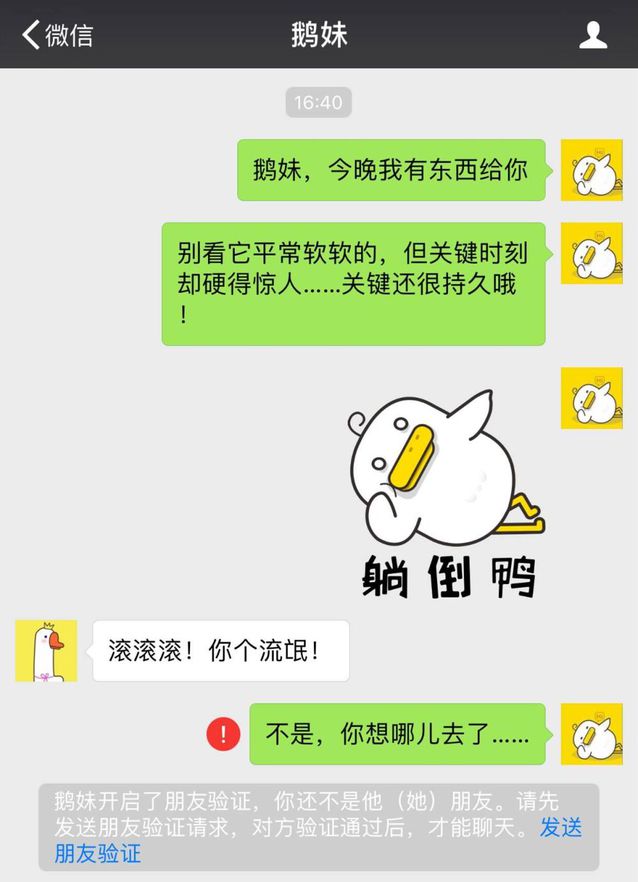 微信
鹅妹
16:40
鹅妹，今晚我有东西给你
别看它平常软软的，但关键时刻
却硬得惊人……关键还很持久哦
！
躺倒鸭
滚滚滚！你个流氓！
!
不是，你想哪儿去了……
鹅妹开启了朋友验证，你还不是他（她）朋友。请先
发送朋友验证请求，对方验证通过后，才能聊天。发送
朋友验证